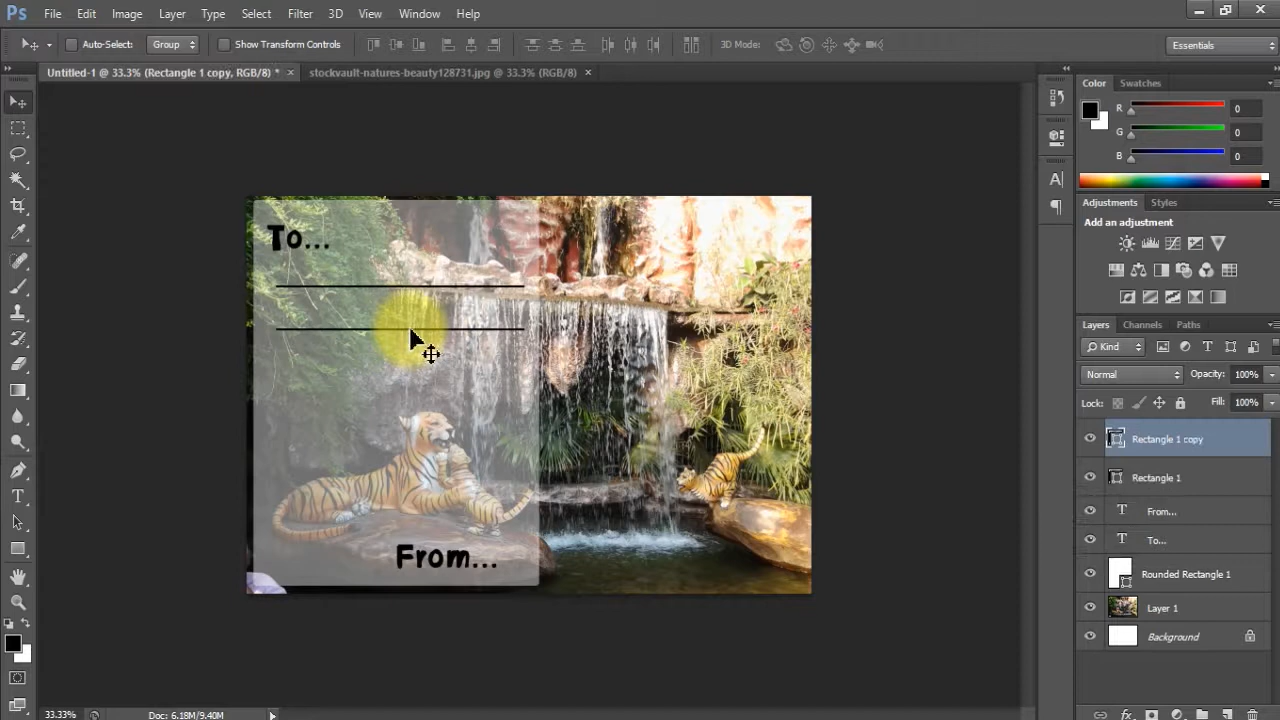 Ps File Edit Image Layer Type Select Filter 3D View Window Help
Auto-Select: Group Show Transform Controls 3D Mode: Essentials
Untitled-1 @ 33.3% (Rectangle 1 copy, RGB/8) * × stockvault-natures-beauty128731.jpg @ 33.3% (RGB/8) ×
Color Swatches
R 0
G 0
B 0
Adjustments Styles
Add an adjustment
Layers Channels Paths
Kind
Normal Opacity: 100%
Lock: Fill: 100%
Rectangle 1 copy
Rectangle 1
From...
To...
Rounded Rectangle 1
Layer 1
Background
To...
From...
33.33% Doc: 6.18M/9.40M